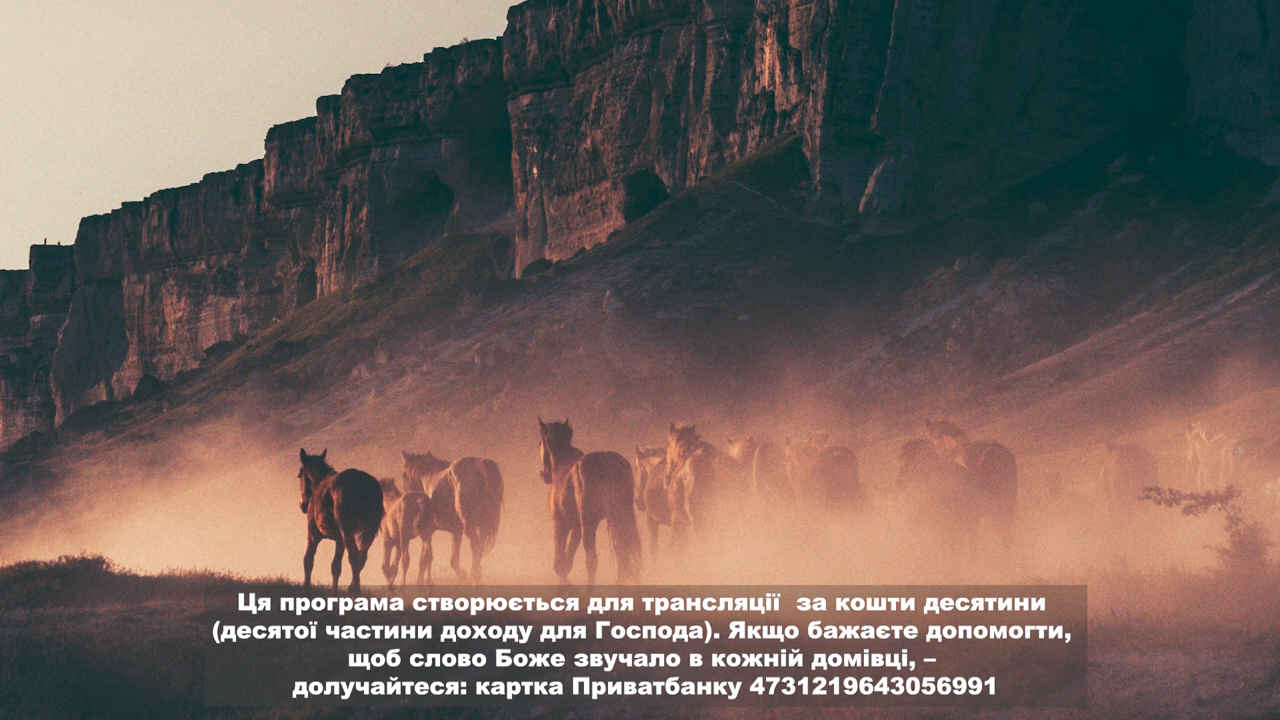 Ця програма створюється для трансляції  за кошти десятини
(десятої частини доходу для Господа). Якщо бажаєте допомогти,
щоб слово Боже звучало в кожній домівці, –
долучайтеся: картка Приватбанку 4731219643056991